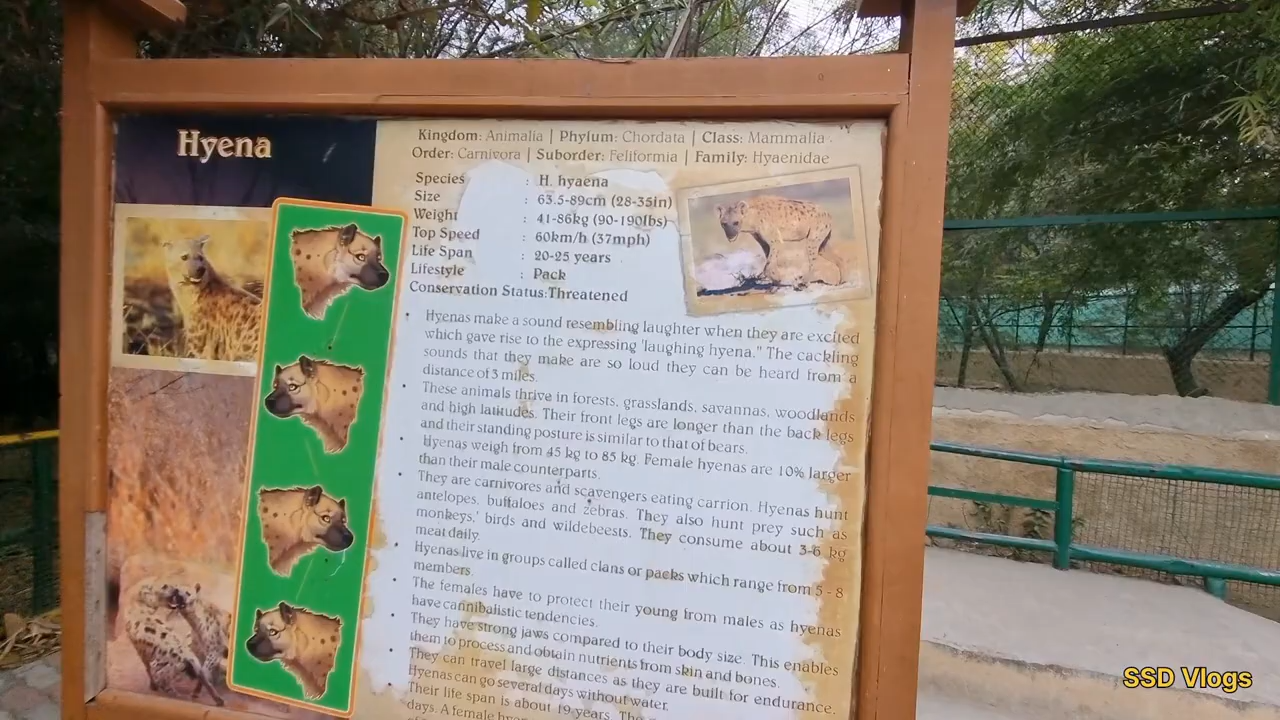 Hyena
Kingdom: Animalia | Phylum: Chordata | Class: Mammalia
Order: Carnivora | Suborder: Feliformia | Family: Hyaenidae
Species : H. hyaena
Size : 63.5-89cm (28-35in)
Weight : 41-86kg (90-190lbs)
Top Speed : 60km/h (37mph)
Life Span : 20-25 years
Lifestyle : Pack
Conservation Status:Threatened
• Hyenas make a sound resembling laughter when they are excited
which gave rise to the expressing 'laughing hyena." The cackling
sounds that they make are so loud they can be heard from a
distance of 3 miles.
• These animals thrive in forests, grasslands, savannas, woodlands
and high latitudes. Their front legs are longer than the back legs
and their standing posture is similar to that of bears.
• Hyenas weigh from 45 kg to 85 kg. Female hyenas are 10% larger
than their male counterparts.
• They are carnivores and scavengers eating carrion. Hyenas hunt
antelopes, buffaloes and zebras. They also hunt prey such as
monkeys,' birds and wildebeests. They consume about 3-6 kg
meat daily.
• Hyenas live in groups called clans or packs which range from 5 - 8
members.
• The females have to protect their young from males as hyenas
have cannibalistic tendencies.
• They have strong jaws compared to their body size. This enables
them to process and obtain nutrients from skin and bones.
• They can travel large distances as they are built for endurance.
Hyenas can go several days without water.
• Their life span is about 19 years. The
days. A female
SSD Vlogs